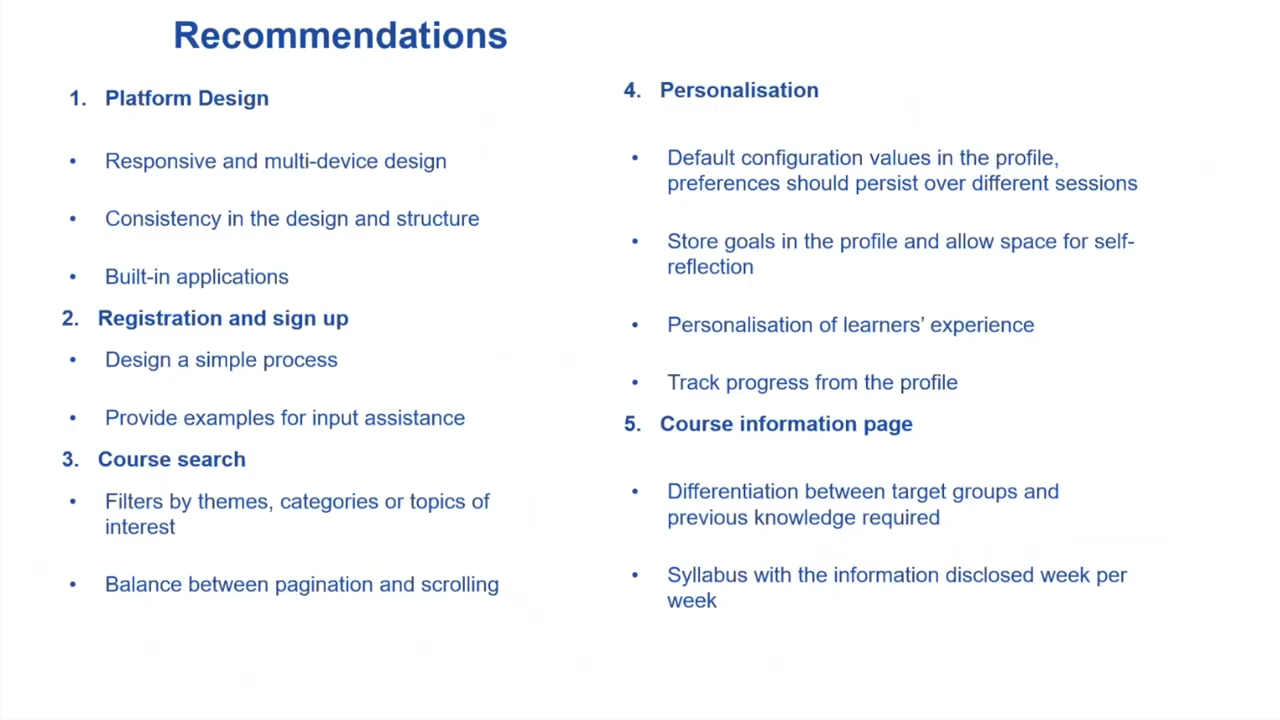 Recommendations
1. Platform Design
• Responsive and multi-device design
• Consistency in the design and structure
• Built-in applications
2. Registration and sign up
• Design a simple process
• Provide examples for input assistance
3. Course search
• Filters by themes, categories or topics of
interest
• Balance between pagination and scrolling
4. Personalisation
• Default configuration values in the profile,
preferences should persist over different sessions
• Store goals in the profile and allow space for self-
reflection
• Personalisation of learners’ experience
• Track progress from the profile
5. Course information page
• Differentiation between target groups and
previous knowledge required
• Syllabus with the information disclosed week per
week